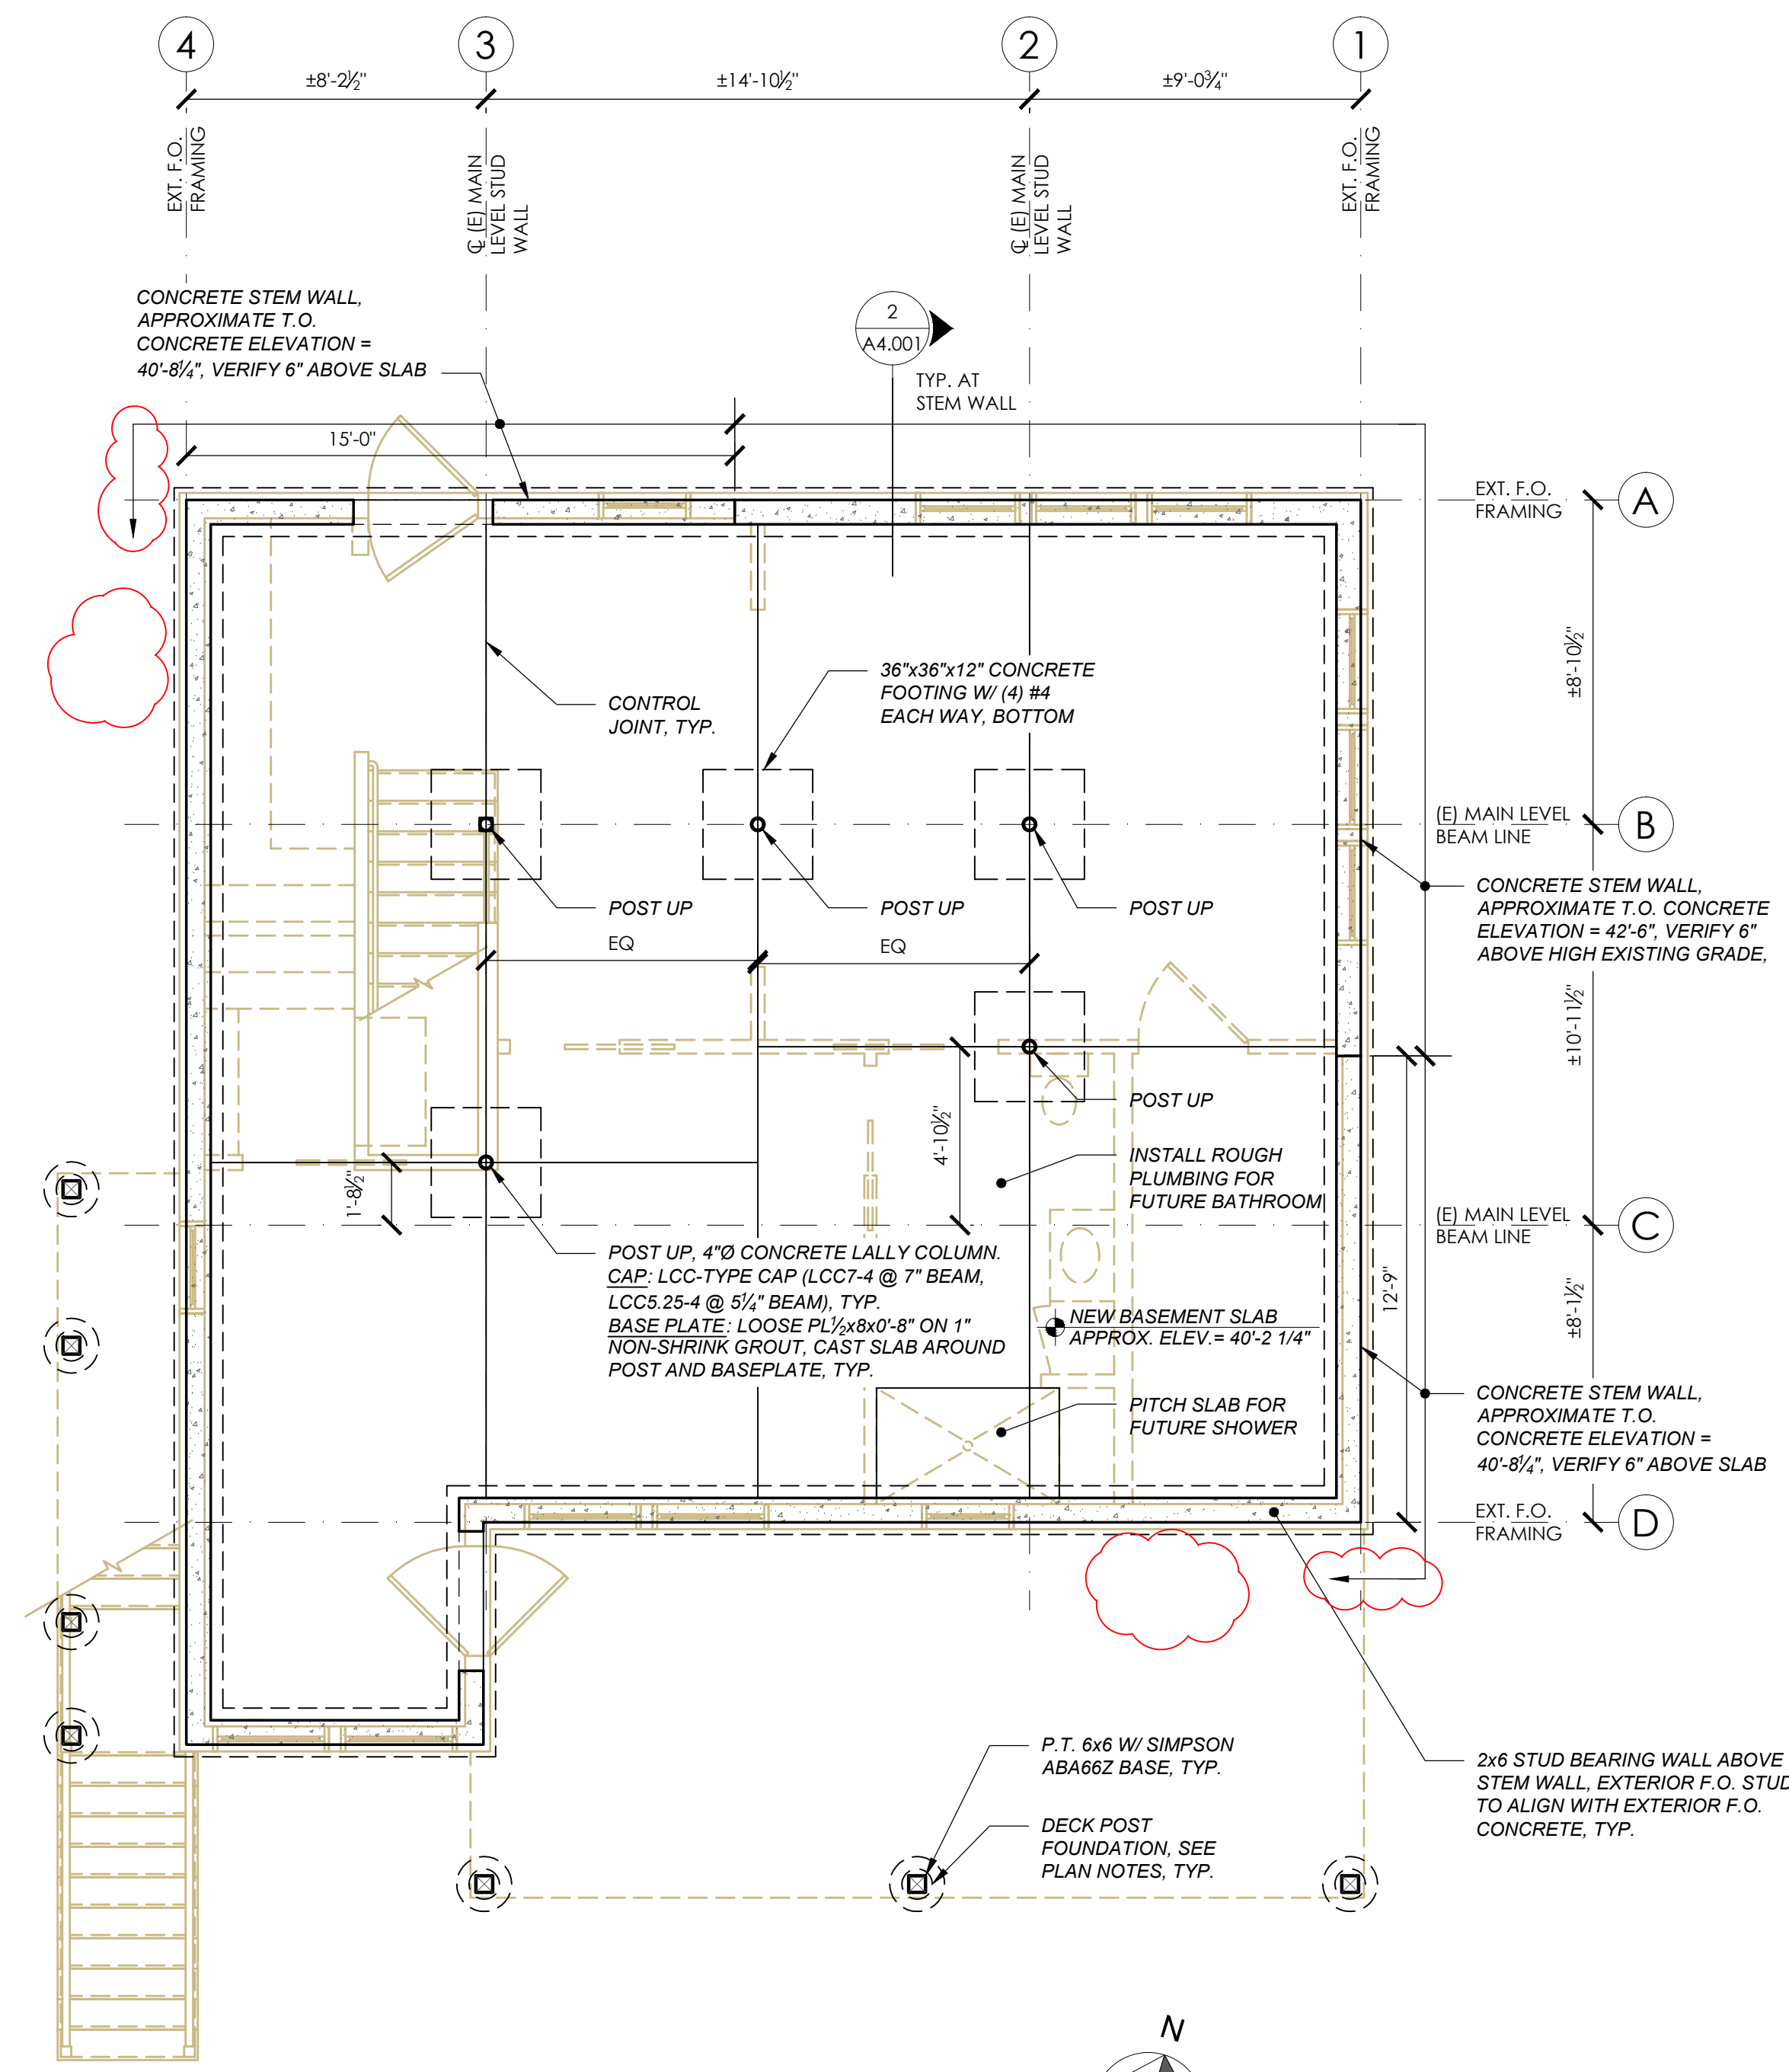 4
3
2
1
±8'-2½"
±14'-10½"
±9'-0¾"
EXT. F.O.
FRAMING
℄ (E) MAIN
LEVEL STUD
WALL
℄ (E) MAIN
LEVEL STUD
WALL
EXT. F.O.
FRAMING
CONCRETE STEM WALL,
APPROXIMATE T.O.
CONCRETE ELEVATION =
40'-8¼", VERIFY 6" ABOVE SLAB
2
A4.001
TYP. AT
STEM WALL
15'-0"
EXT. F.O.
FRAMING
A
±8'-10½"
36"x36"x12" CONCRETE
FOOTING W/ (4) #4
EACH WAY, BOTTOM
CONTROL
JOINT, TYP.
(E) MAIN LEVEL
BEAM LINE
B
POST UP
POST UP
POST UP
EQ
EQ
CONCRETE STEM WALL,
APPROXIMATE T.O. CONCRETE
ELEVATION = 42'-6", VERIFY 6"
ABOVE HIGH EXISTING GRADE,
±10'-11½"
POST UP
4'-10½"
INSTALL ROUGH
PLUMBING FOR
FUTURE BATHROOM
1'-8½"
(E) MAIN LEVEL
BEAM LINE
C
POST UP, 4"Ø CONCRETE LALLY COLUMN.
CAP: LCC-TYPE CAP (LCC7-4 @ 7" BEAM,
LCC5.25-4 @ 5¼" BEAM), TYP.
BASE PLATE: LOOSE PL½x8x0'-8" ON 1"
NON-SHRINK GROUT, CAST SLAB AROUND
POST AND BASEPLATE, TYP.
NEW BASEMENT SLAB
APPROX. ELEV.= 40'-2 1/4"
12'-9"
±8'-1½"
PITCH SLAB FOR
FUTURE SHOWER
CONCRETE STEM WALL,
APPROXIMATE T.O.
CONCRETE ELEVATION =
40'-8¼", VERIFY 6" ABOVE SLAB
EXT. F.O.
FRAMING
D
P.T. 6x6 W/ SIMPSON
ABA66Z BASE, TYP.
2x6 STUD BEARING WALL ABOVE
STEM WALL, EXTERIOR F.O. STUD
TO ALIGN WITH EXTERIOR F.O.
CONCRETE, TYP.
DECK POST
FOUNDATION, SEE
PLAN NOTES, TYP.
N